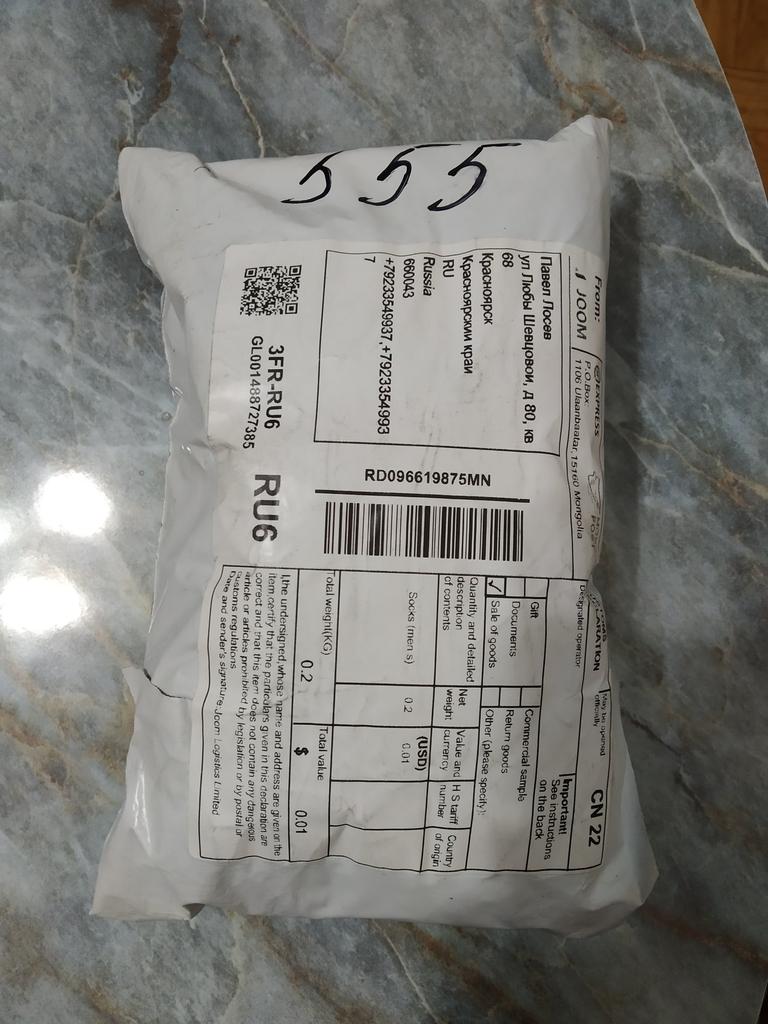 555
From:
JOOM
EXPRESS
P.O.Box
1106 Ulaanbaatar, 15160 Mongolia
POST
Павел Лосев
ул Любы Шевцовои, д 80, кв
68
Красноярск
Красноярскии краи
RU
Russia
660043
+79233549937,+7923354993
7
3FR-RU6
GL001488727385
RU6
RD096619875MN
CLARATION
Designated operator
May be opened
officially
CN 22
Important!
See instructions
on the back
Gift
Commercial sample
Documents
Return goods
✓ Sale of goods
Other (please specify):
Quantity and detailed
description
of contents
Net
weight
Value and
currency
H S tariff
number
Country
of origin
(USD)
Socks (men s)
0.2
0.01
Total weight(KG)
0.2
Total value
$ 0.01
I,the undersigned,whose name and address are given on the
item,certify that the particulars given in this declaration are
correct and that this item does not contain any dangerous
article or articles prohibited by legislation or by postal or
customs regulations
Date and sender's signature:Joom Logistics Limited